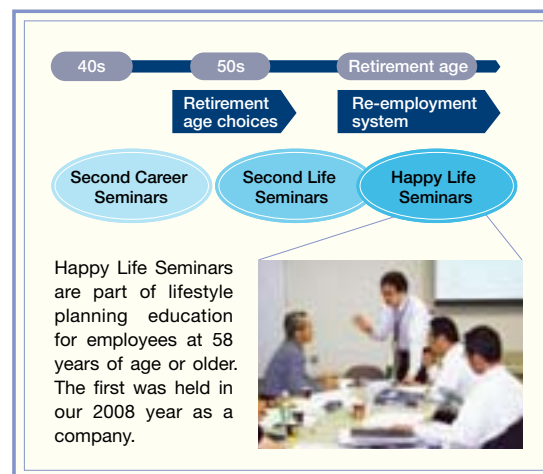 40s 50s Retirement age
Retirement
age choices
Re-employment
system
Second Career
Seminars
Second Life
Seminars
Happy Life
Seminars
Happy Life Seminars
are part of lifestyle
planning education
for employees at 58
years of age or older.
The first was held in
our 2008 year as a
company.